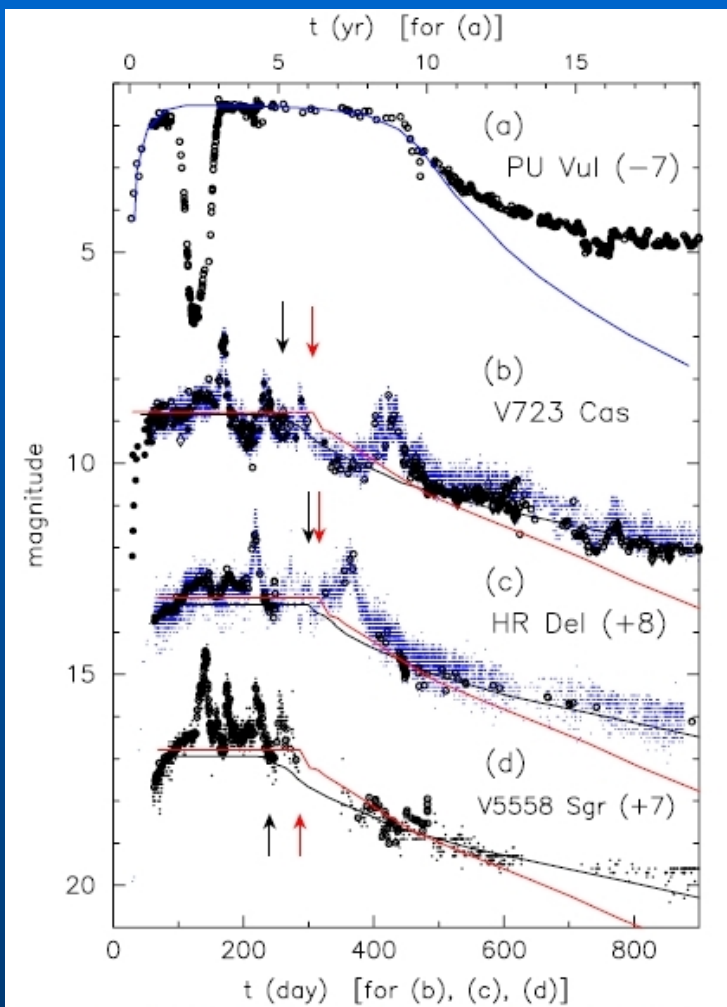 t (yr) [for (a)]
0 5 10 15
(a)
PU Vul (−7)
5
(b)
V723 Cas
10
magnitude
(c)
HR Del (+8)
15
(d)
V5558 Sgr (+7)
20
0 200 400 600 800
t (day) [for (b), (c), (d)]